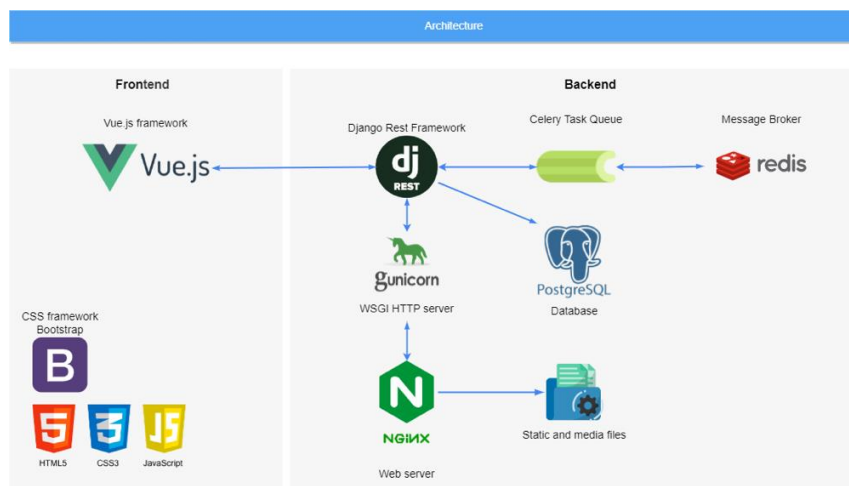 Architecture
Frontend
Vue.js framework
Vue.js
CSS framework
Bootstrap
B
5
3
JS
HTML5
CSS3
JavaScript
Backend
Django Rest Framework
dj
REST
Celery Task Queue
Message Broker
redis
gunicorn
WSGI HTTP server
PostgreSQL
Database
N
NGiNX
Web server
Static and media files